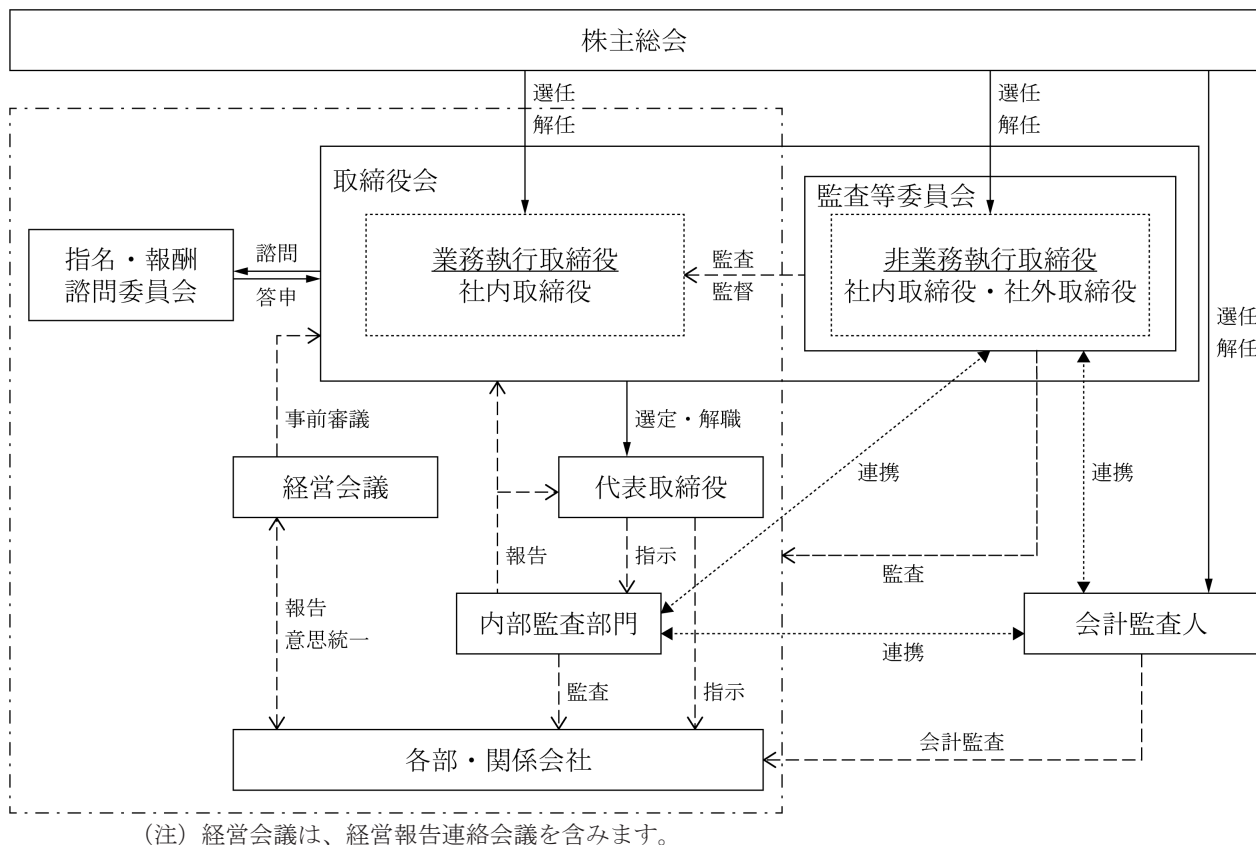 株主総会
選任
解任
選任
解任
取締役会
監査等委員会
指名・報酬
諮問委員会
諮問
答申
業務執行取締役
社内取締役
監査
監督
非業務執行取締役
社内取締役・社外取締役
選任
解任
事前審議
選定・解職
経営会議
代表取締役
連携
連携
報告
指示
監査
報告
意思統一
内部監査部門
会計監査人
連携
監査
指示
会計監査
各部・関係会社
（注）経営会議は、経営報告連絡会議を含みます。